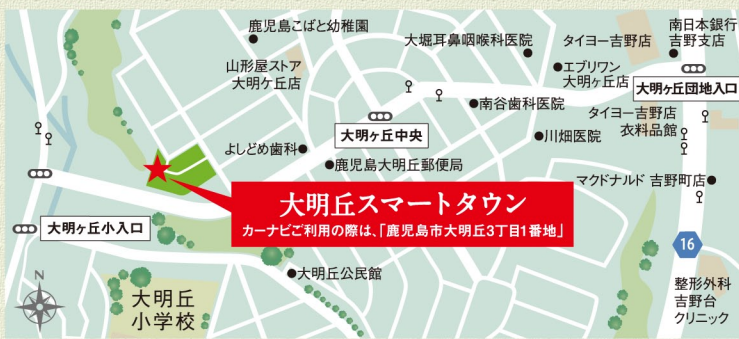 鹿児島こばと幼稚園
大堀耳鼻咽喉科医院
タイヨー吉野店
南日本銀行
吉野支店
山形屋ストア
大明ケ丘店
エブリワン
大明ヶ丘店
大明ヶ丘団地入口
南谷歯科医院
タイヨー吉野店
衣料品館
大明ヶ丘中央
川畑医院
よしどめ歯科
鹿児島大明丘郵便局
マクドナルド 吉野町店
大明丘スマートタウン
カーナビご利用の際は、「鹿児島市大明丘3丁目1番地」
大明ヶ丘小入口
16
大明丘公民館
N
大明丘
小学校
整形外科
吉野台
クリニック